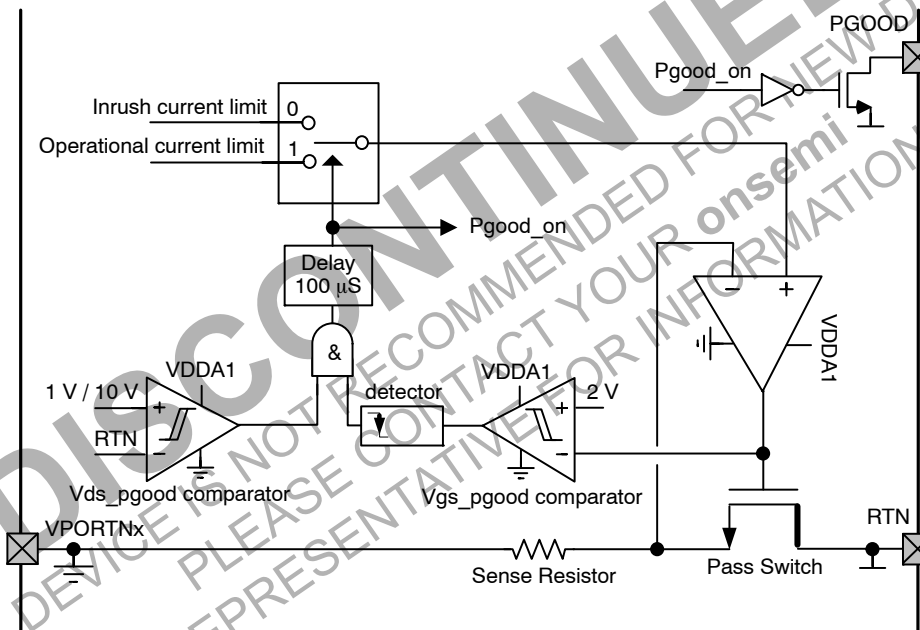 PGOOD
Pgood_on
Inrush current limit
0
Operational current limit
1
Pgood_on
Delay
100 μS
&
– +
VDDA1
VDDA1
detector
VDDA1
1 V / 10 V
+
2 V
+
RTN
–
–
Vds_pgood comparator
Vgs_pgood comparator
VPORTNx
RTN
Sense Resistor
Pass Switch
DISCONTINUED
DEVICE IS NOT RECOMMENDED FOR NEW D
PLEASE CONTACT YOUR onsemi
REPRESENTATIVE FOR INFORMATION